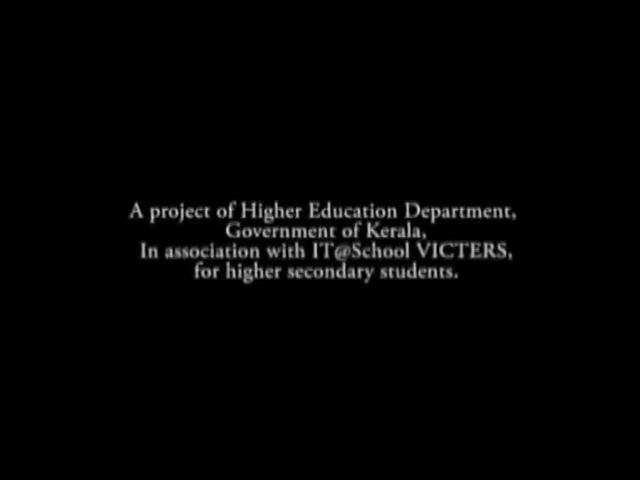 A project of Higher Education Department,
Government of Kerala,
In association with IT@School VICTERS,
for higher secondary students.